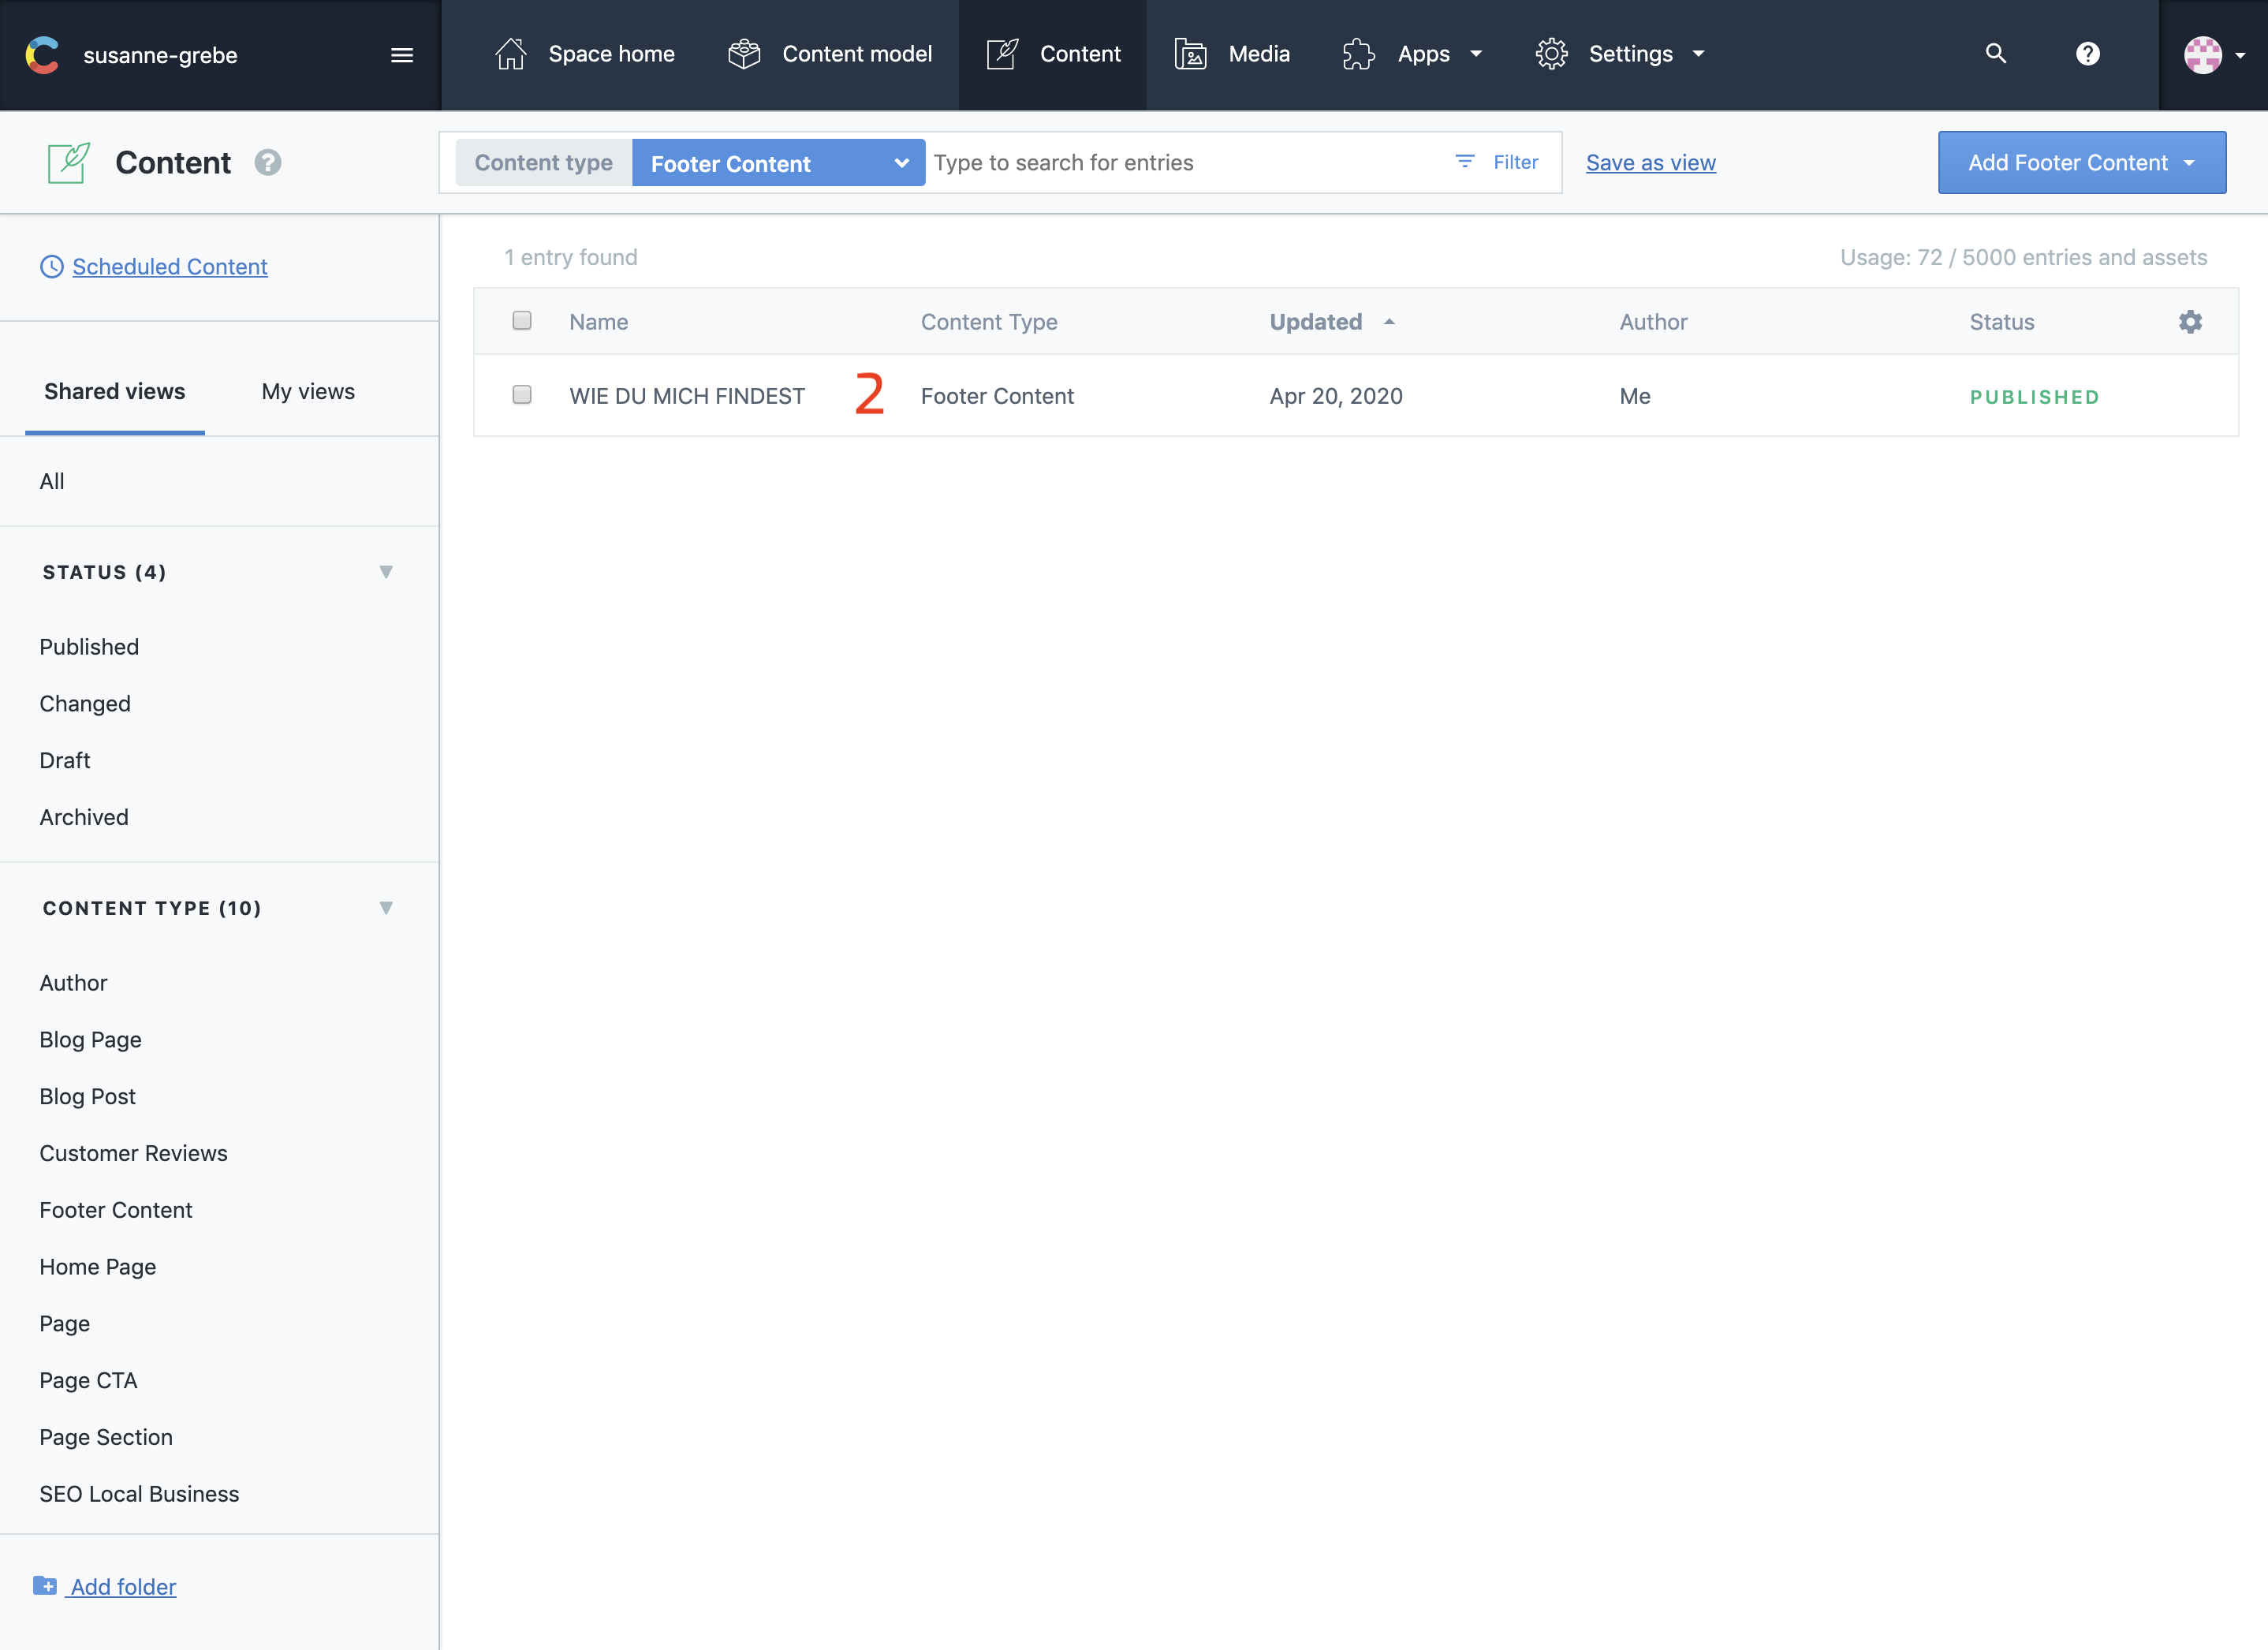 susanne-grebe
Space home
Content model
Content
Media
Apps
Settings
?
Content ?
Content type Footer Content Type to search for entries Filter
Save as view
Add Footer Content
Scheduled Content
Shared views My views
All
STATUS (4)
Published
Changed
Draft
Archived
CONTENT TYPE (10)
Author
Blog Page
Blog Post
Customer Reviews
Footer Content
Home Page
Page
Page CTA
Page Section
SEO Local Business
Add folder
1 entry found Usage: 72 / 5000 entries and assets
Name Content Type Updated Author Status
WIE DU MICH FINDEST 2 Footer Content Apr 20, 2020 Me PUBLISHED